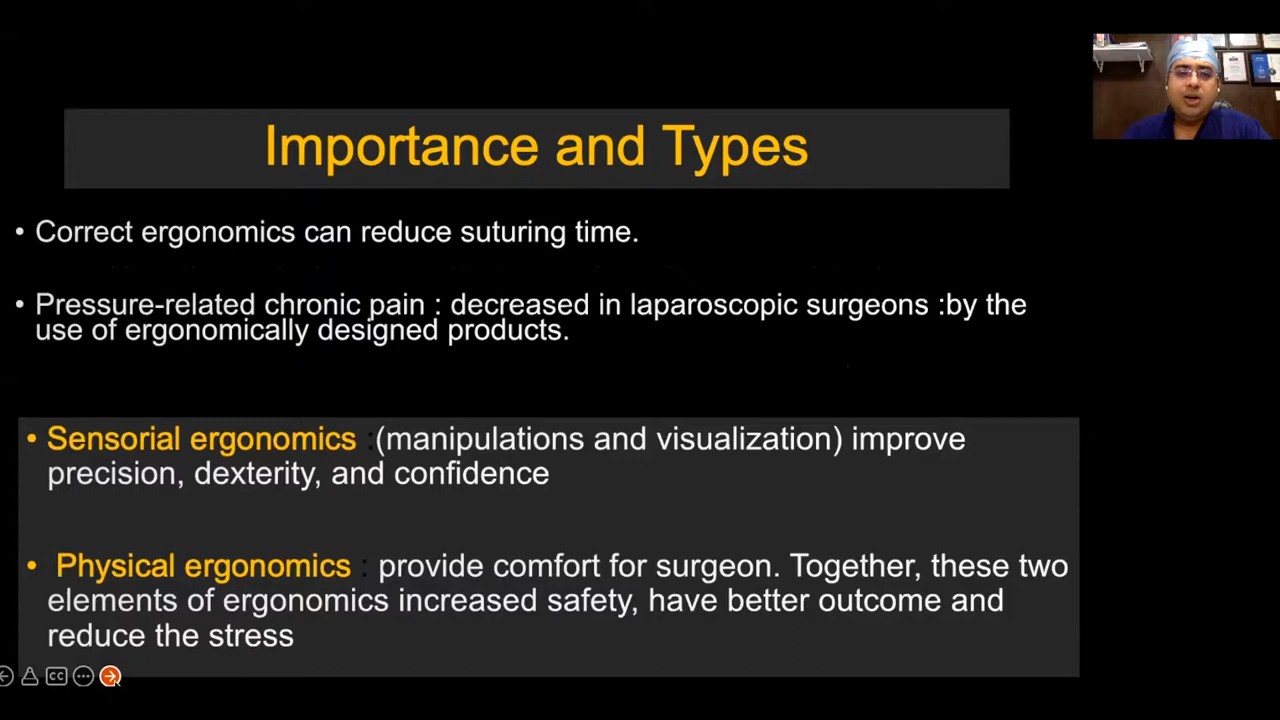 Importance and Types
• Correct ergonomics can reduce suturing time.
• Pressure-related chronic pain : decreased in laparoscopic surgeons :by the
use of ergonomically designed products.
• Sensorial ergonomics :(manipulations and visualization) improve
precision, dexterity, and confidence
• Physical ergonomics : provide comfort for surgeon. Together, these two
elements of ergonomics increased safety, have better outcome and
reduce the stress
CC